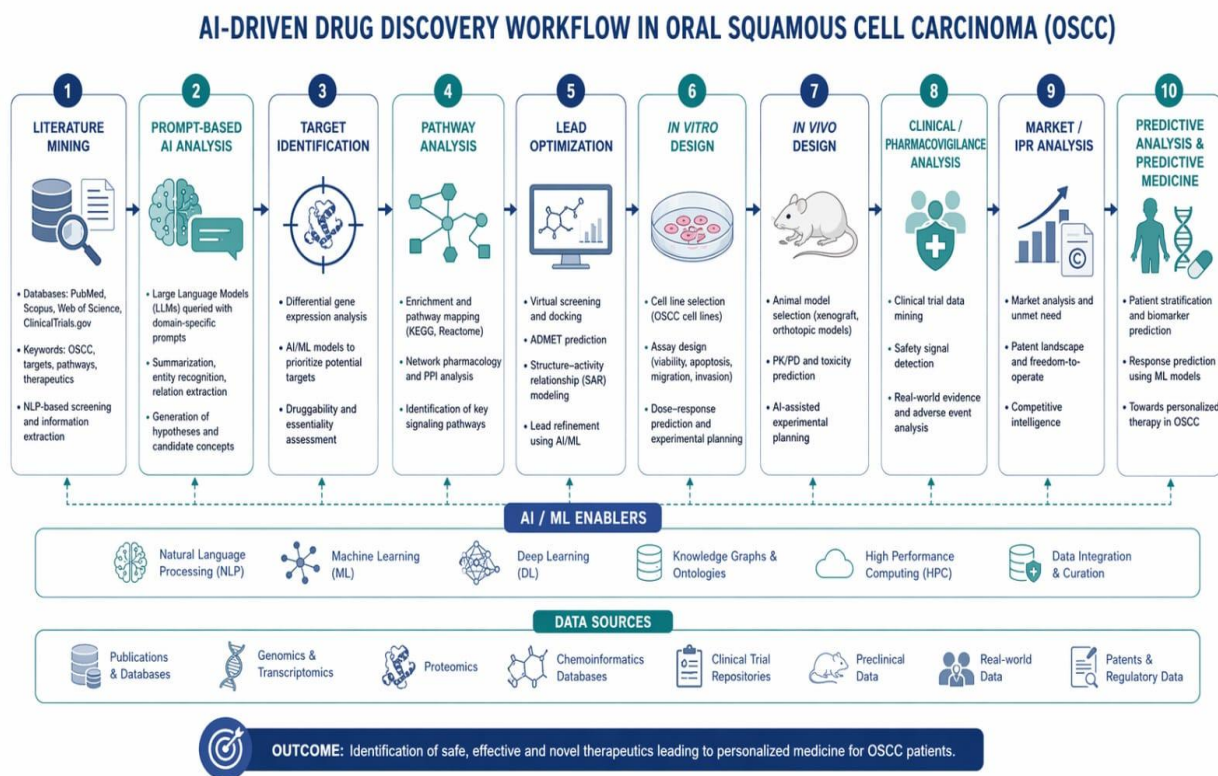 AI-DRIVEN DRUG DISCOVERY WORKFLOW IN ORAL SQUAMOUS CELL CARCINOMA (OSCC)
1
LITERATURE
MINING
• Databases: PubMed,
Scopus, Web of Science,
ClinicalTrials.gov
• Keywords: OSCC,
targets, pathways,
therapeutics
• NLP-based screening
and information
extraction
2
PROMPT-BASED
AI ANALYSIS
• Large Language Models
(LLMs) queried with
domain-specific
prompts
• Summarization,
entity recognition,
relation extraction
• Generation of
hypotheses and
candidate concepts
3
TARGET
IDENTIFICATION
• Differential gene
expression analysis
• AI/ML models to
prioritize potential
targets
• Druggability and
essentiality
assessment
4
PATHWAY
ANALYSIS
• Enrichment and
pathway mapping
(KEGG, Reactome)
• Network pharmacology
and PPI analysis
• Identification of key
signaling pathways
5
LEAD
OPTIMIZATION
• Virtual screening
and docking
• ADMET prediction
• Structure–activity
relationship (SAR)
modeling
• Lead refinement
using AI/ML
6
IN VITRO
DESIGN
• Cell line selection
(OSCC cell lines)
• Assay design
(viability, apoptosis,
migration, invasion)
• Dose–response
prediction and
experimental planning
7
IN VIVO
DESIGN
• Animal model
selection (xenograft,
orthotopic models)
• PK/PD and toxicity
prediction
• AI-assisted
experimental
planning
8
CLINICAL /
PHARMACOVIGILANCE
ANALYSIS
• Clinical trial data
mining
• Safety signal
detection
• Real-world evidence
and adverse event
analysis
9
MARKET /
IPR ANALYSIS
©
• Market analysis and
unmet need
• Patent landscape
and freedom-to-
operate
• Competitive
intelligence
10
PREDICTIVE
ANALYSIS &
PREDICTIVE
MEDICINE
• Patient stratification
and biomarker
prediction
• Response prediction
using ML models
• Towards personalized
therapy in OSCC
AI / ML ENABLERS
Natural Language
Processing (NLP)
Machine Learning
(ML)
Deep Learning
(DL)
Knowledge Graphs &
Ontologies
High Performance
Computing (HPC)
Data Integration
& Curation
DATA SOURCES
Publications
& Databases
Genomics &
Transcriptomics
Proteomics
Chemoinformatics
Databases
Clinical Trial
Repositories
Preclinical
Data
Real-world
Data
Patents &
Regulatory Data
OUTCOME: Identification of safe, effective and novel therapeutics leading to personalized medicine for OSCC patients.